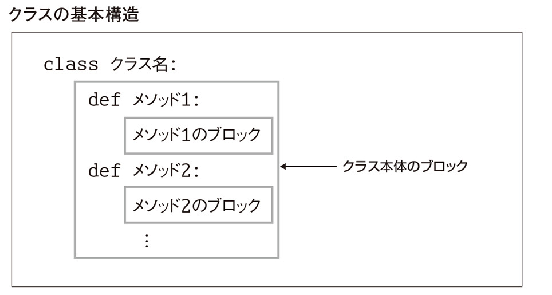 クラスの基本構造
class クラス名:
def メソッド1:
メソッド1のブロック
def メソッド2:
クラス本体のブロック
メソッド2のブロック
⋮